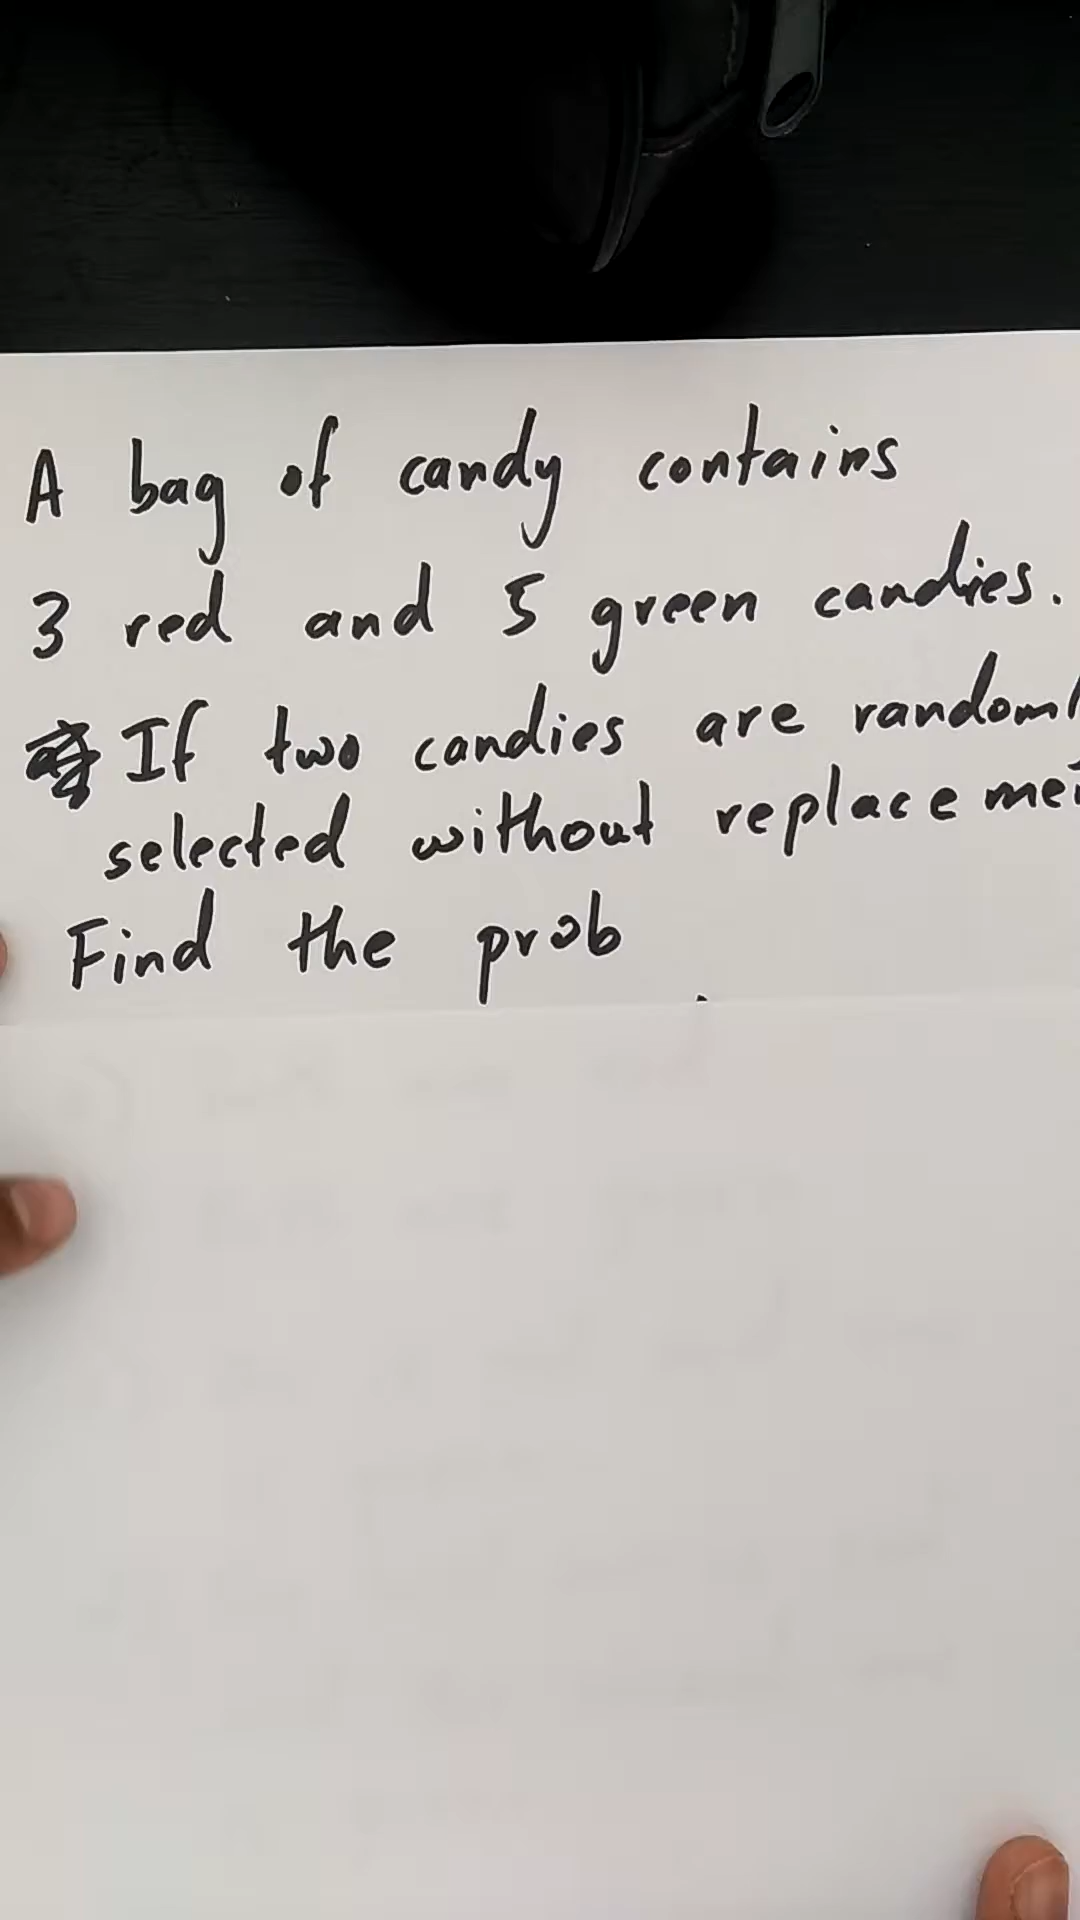 A bag of candy contains
3 red and 5 green candies.
If two candies are random
selected without replaceme
Find the prob